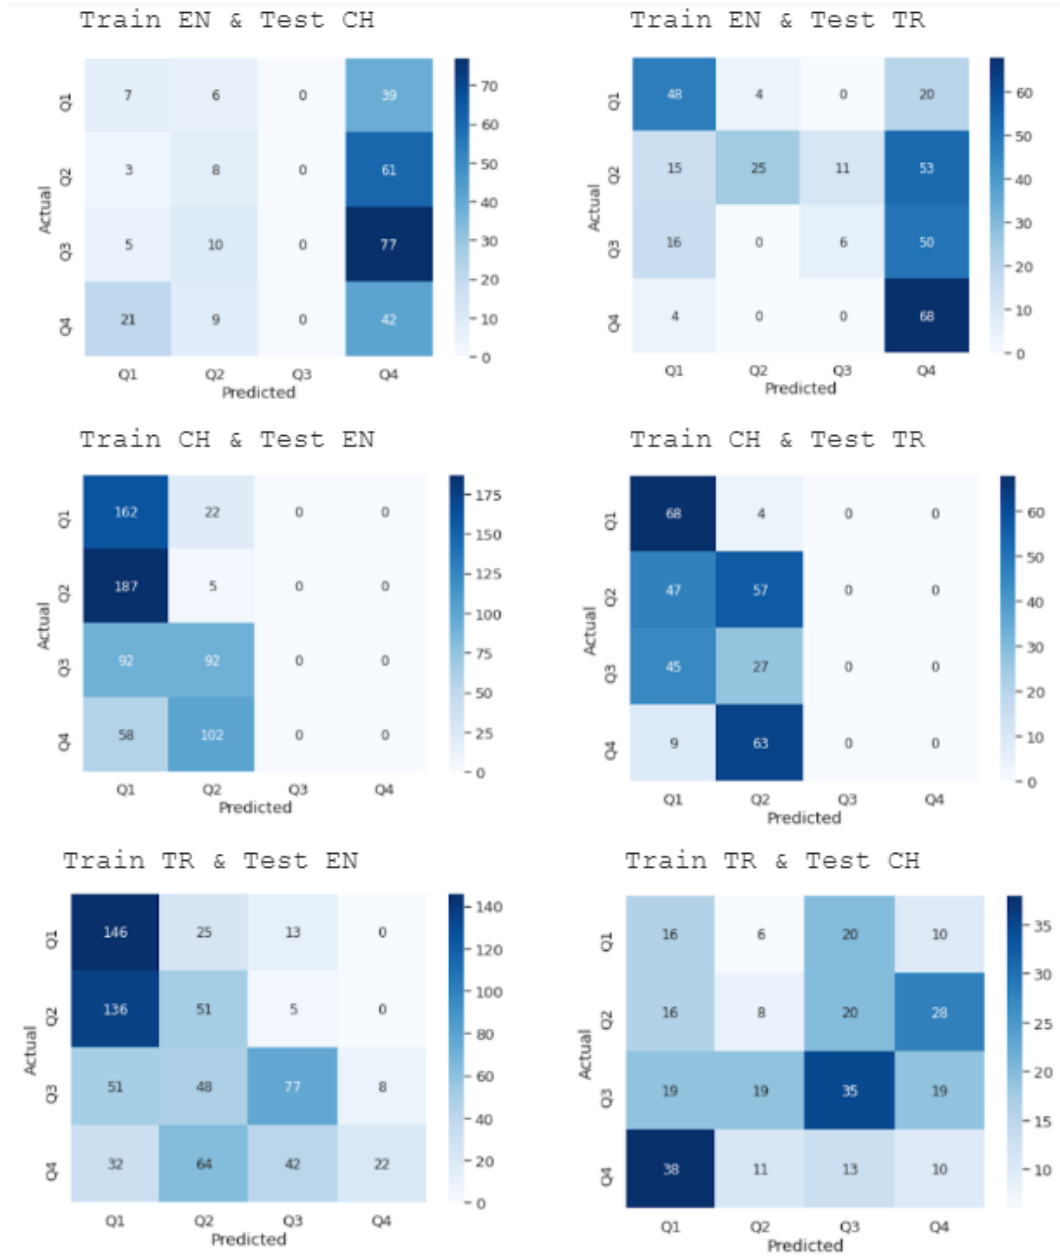 Train EN & Test CH
Q1 7 6 0 39
Q2 3 8 0 61
Q3 5 10 0 77
Q4 21 9 0 42
Q1 Q2 Q3 Q4
Predicted
Actual
70
60
50
40
30
20
10
0
Train EN & Test TR
Q1 48 4 0 20
Q2 15 25 11 53
Q3 16 0 6 50
Q4 4 0 0 68
Q1 Q2 Q3 Q4
Predicted
Actual
60
50
40
30
20
10
0
Train CH & Test EN
Q1 162 22 0 0
Q2 187 5 0 0
Q3 92 92 0 0
Q4 58 102 0 0
Q1 Q2 Q3 Q4
Predicted
Actual
175
150
125
100
75
50
25
0
Train CH & Test TR
Q1 68 4 0 0
Q2 47 57 0 0
Q3 45 27 0 0
Q4 9 63 0 0
Q1 Q2 Q3 Q4
Predicted
Actual
60
50
40
30
20
10
0
Train TR & Test EN
Q1 146 25 13 0
Q2 136 51 5 0
Q3 51 48 77 8
Q4 32 64 42 22
Q1 Q2 Q3 Q4
Predicted
Actual
140
120
100
80
60
40
20
0
Train TR & Test CH
Q1 16 6 20 10
Q2 16 8 20 28
Q3 19 19 35 19
Q4 38 11 13 10
Q1 Q2 Q3 Q4
Predicted
Actual
35
30
25
20
15
10